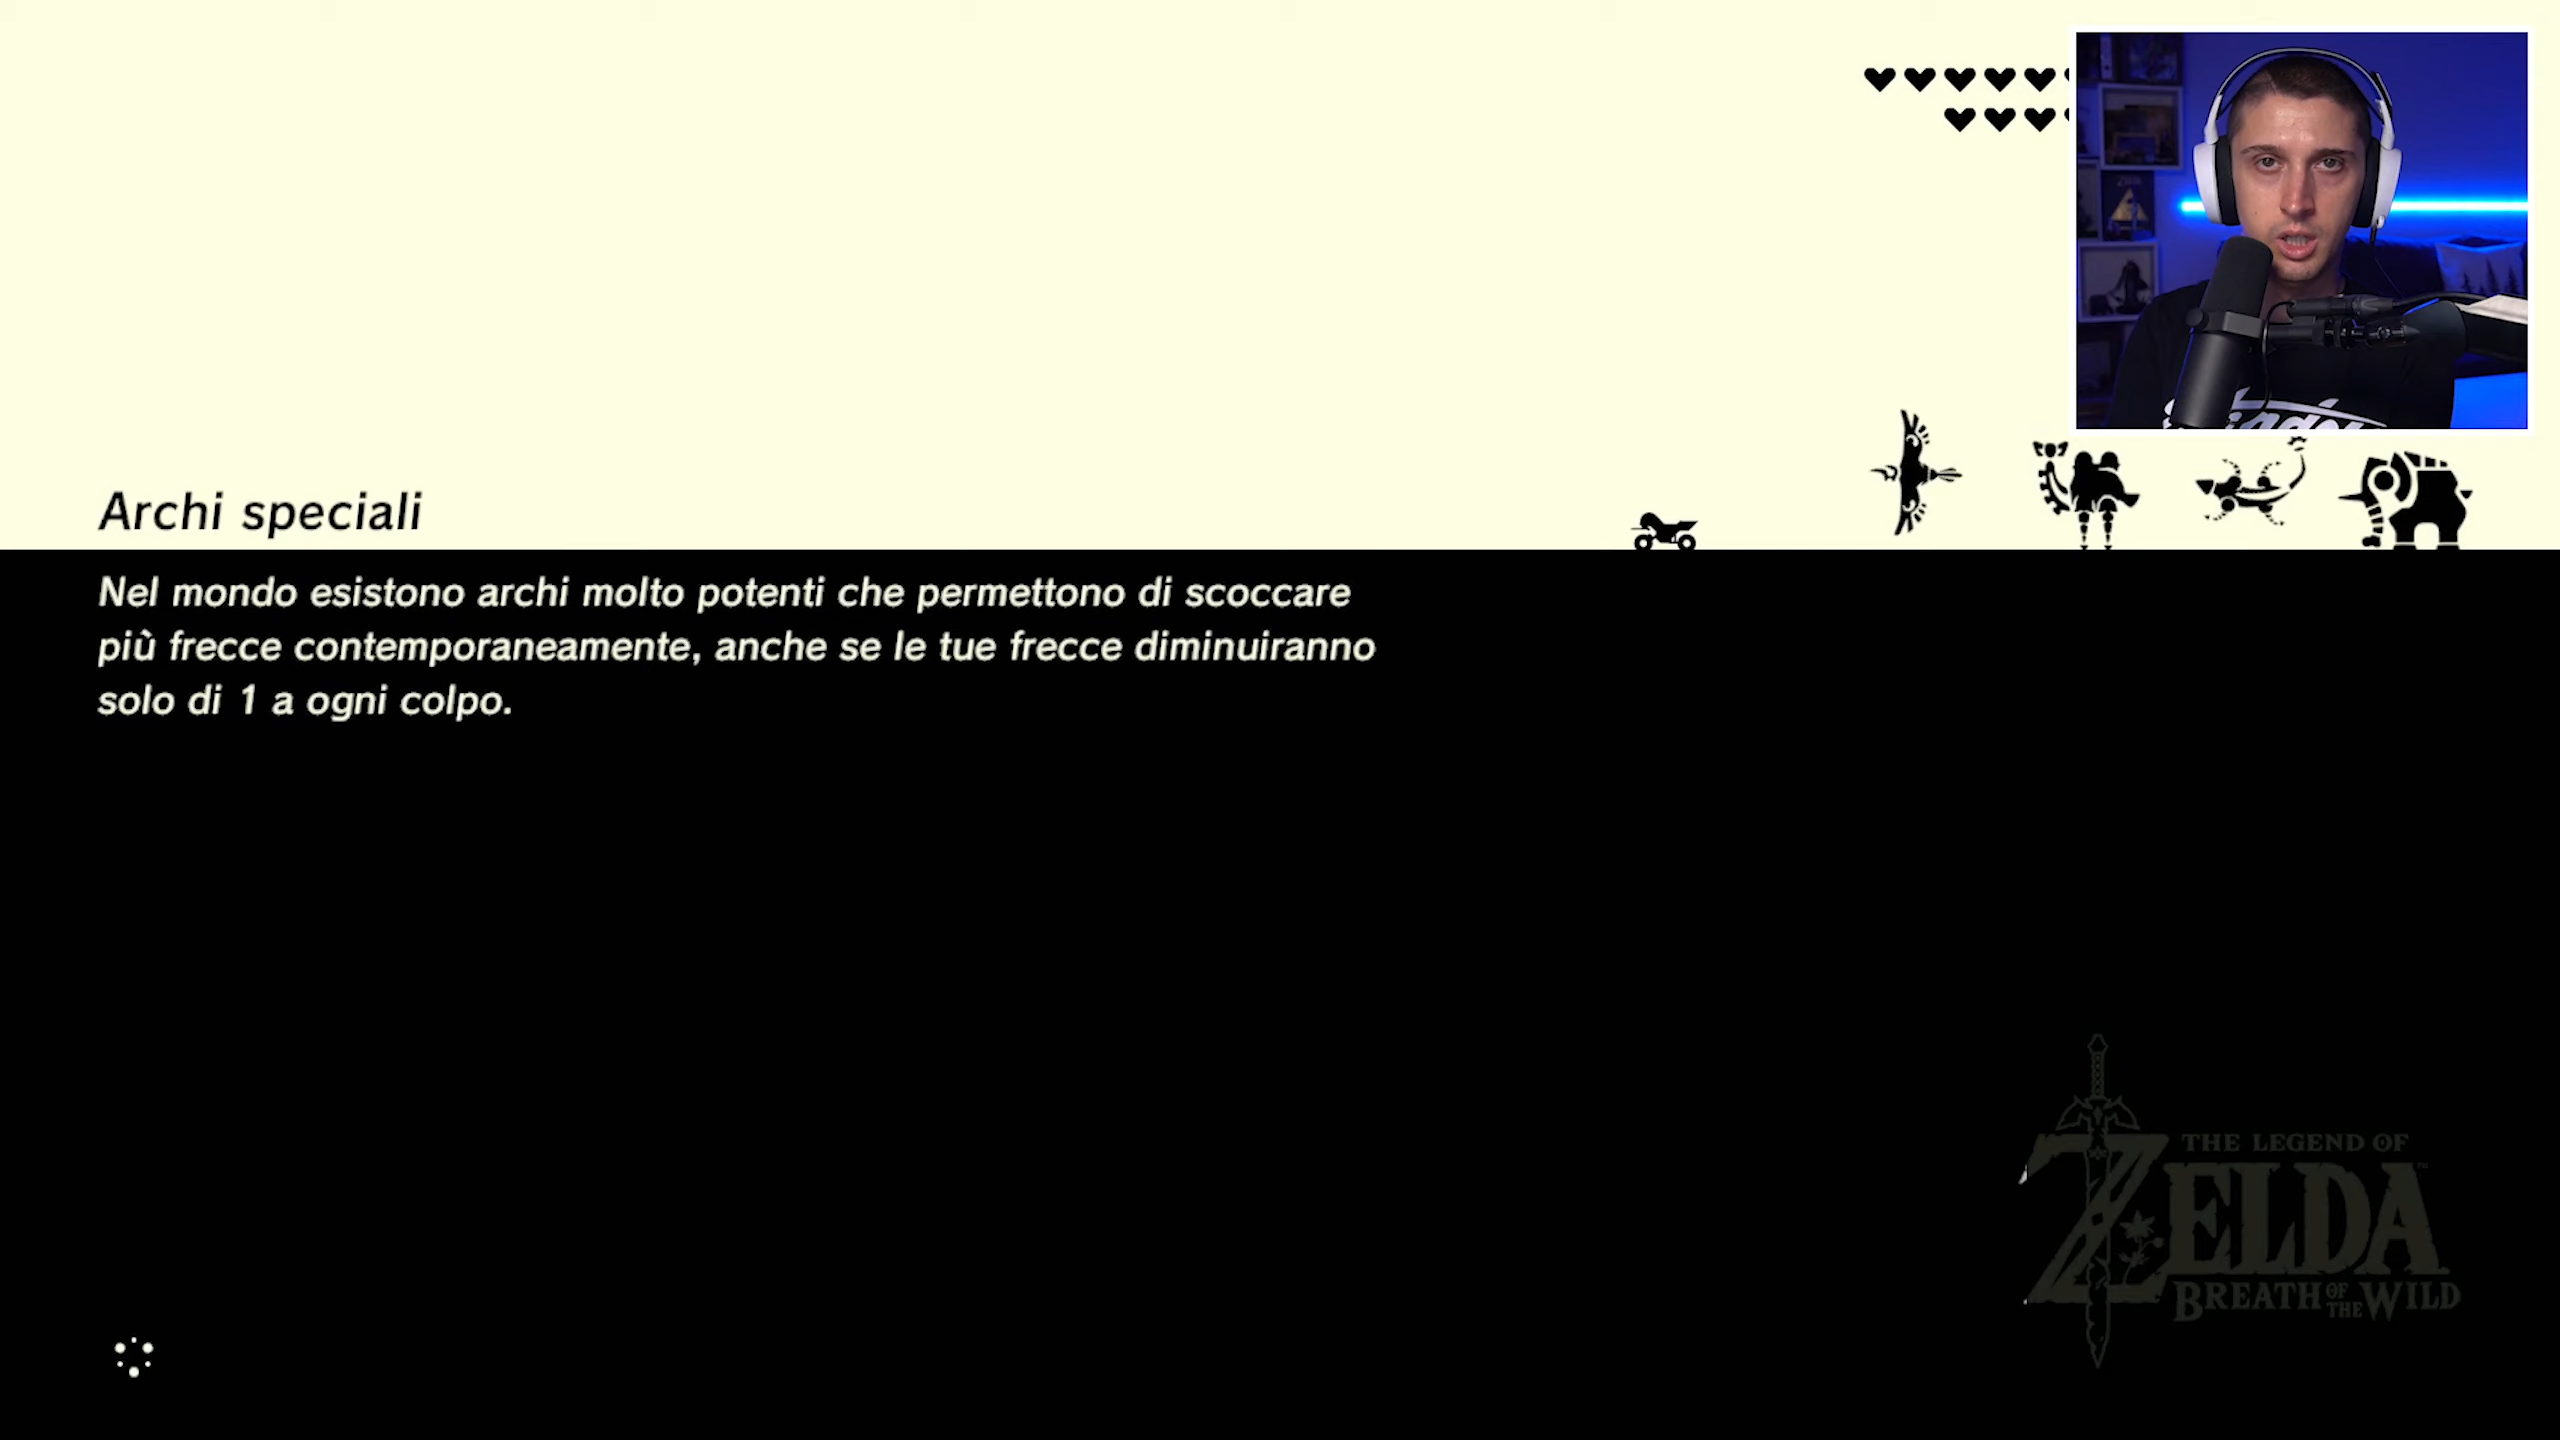 Archi speciali
Nel mondo esistono archi molto potenti che permettono di scoccare
più frecce contemporaneamente, anche se le tue frecce diminuiranno
solo di 1 a ogni colpo.
THE LEGEND OF
ZELDA
BREATH OF THE WILD